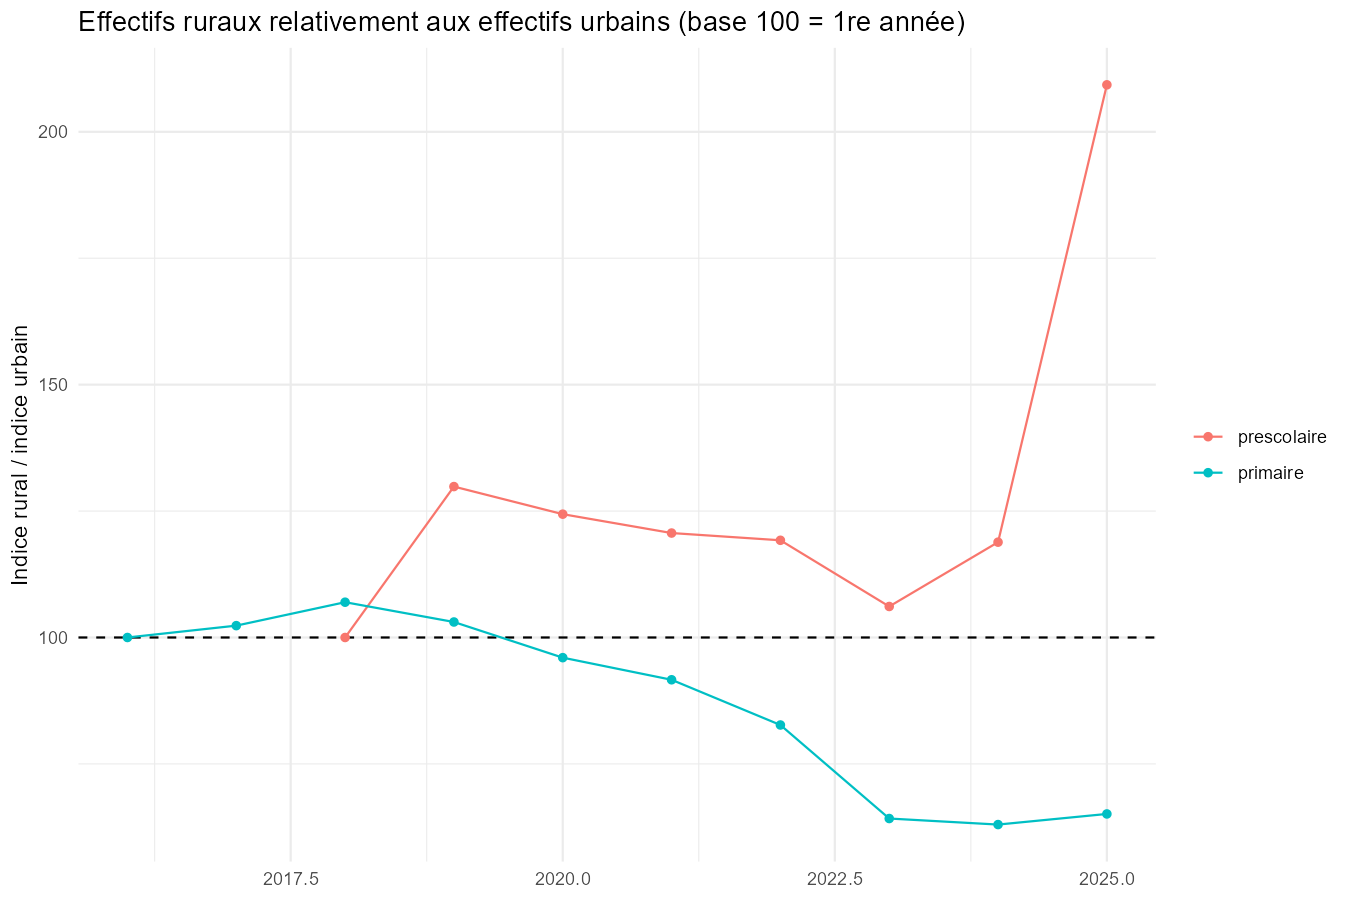 Effectifs ruraux relativement aux effectifs urbains (base 100 = 1re année)
Indice rural / indice urbain
200
150
100
2017.5
2020.0
2022.5
2025.0
prescolaire
primaire